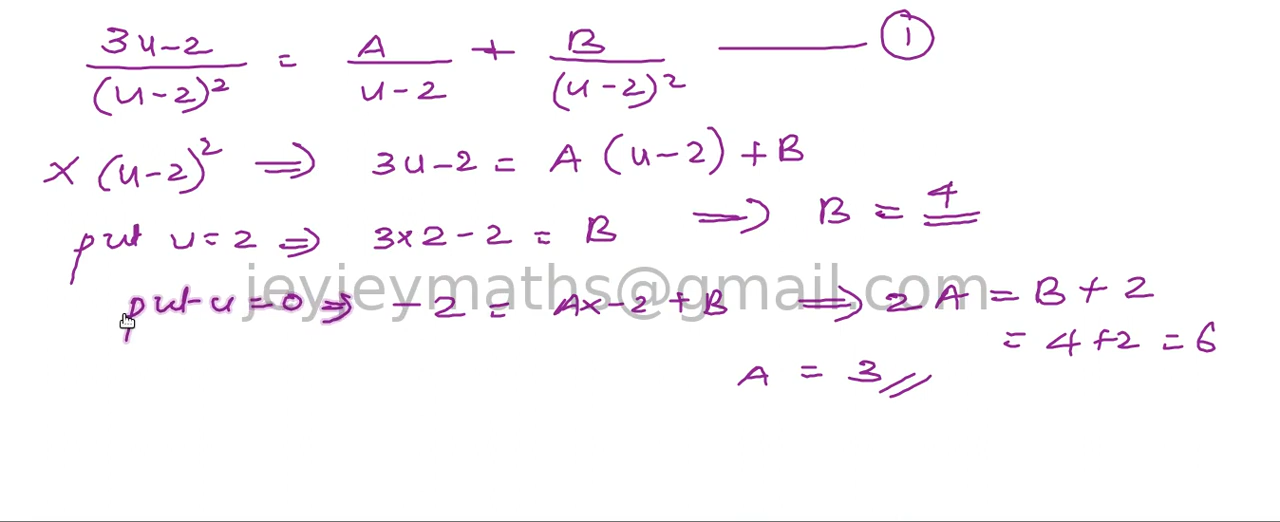 (3u-2)/(u-2)² = A/(u-2) + B/(u-2)² ——— ①
× (u-2)² ⟹ 3u-2 = A (u-2) + B
put u=2 ⟹ 3×2-2 = B ⟹ B = 4
jeyjeymaths@gmail.com
put u=0 ⟹ -2 = A×-2 + B ⟹ 2A = B + 2
= 4+2 = 6
A = 3 //